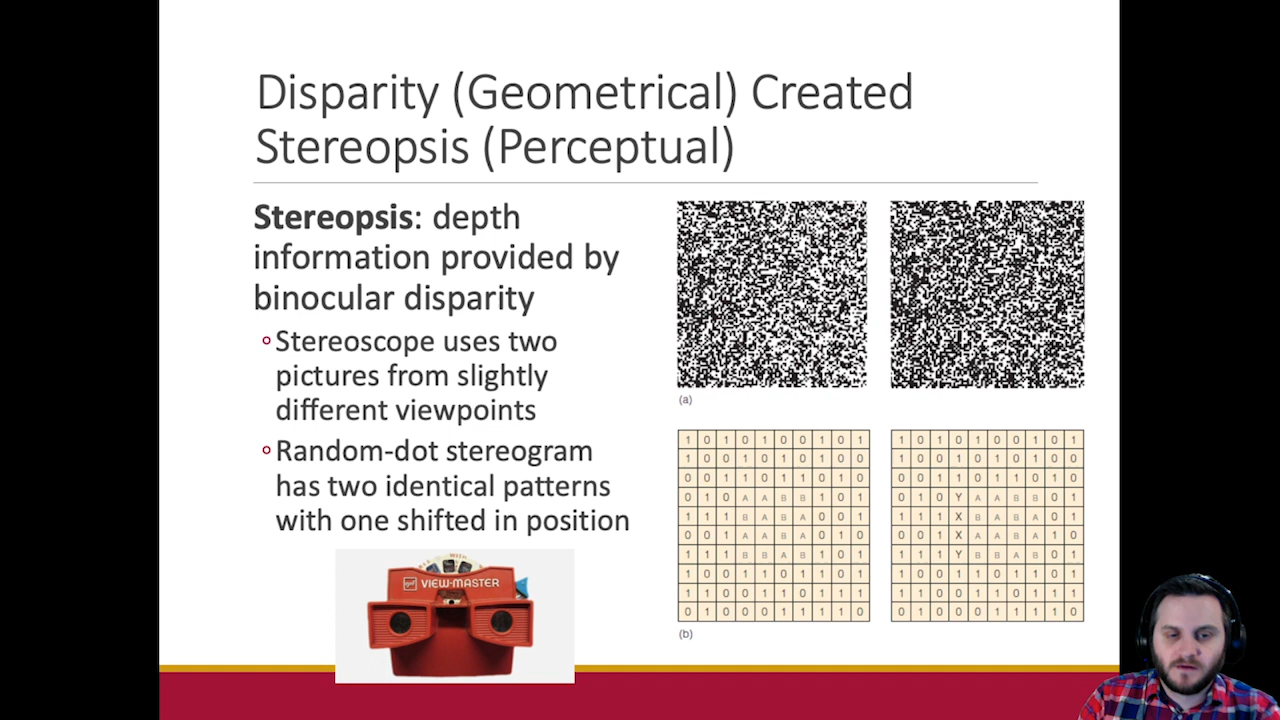 Disparity (Geometrical) Created
Stereopsis (Perceptual)
Stereopsis: depth
information provided by
binocular disparity
Stereoscope uses two
pictures from slightly
different viewpoints
Random-dot stereogram
has two identical patterns
with one shifted in position
VIEW-MASTER
(a)
1 0 1 0 1 0 0 1 0 1
1 0 0 1 0 1 0 1 0 0
0 0 1 1 0 1 1 0 1 0
0 1 0 A A B B 1 0 1
1 1 1 B A B A 0 0 1
0 0 1 A A B A 0 1 0
1 1 1 B B A B 1 0 1
1 0 0 1 1 0 1 1 0 1
1 1 0 0 1 1 0 1 1 1
0 1 0 0 0 1 1 1 1 0
1 0 1 0 1 0 0 1 0 1
1 0 0 1 0 1 0 1 0 0
0 0 1 1 0 1 1 0 1 0
0 1 0 Y A A B B 0 1
1 1 1 X B A B A 0 1
0 0 1 X A A B A 1 0
1 1 1 Y B B A B 0 1
1 0 0 1 1 0 1 1 0 1
1 1 0 0 1 1 0 1 1 1
0 1 0 0 0 1 1 1 1 0
(b)